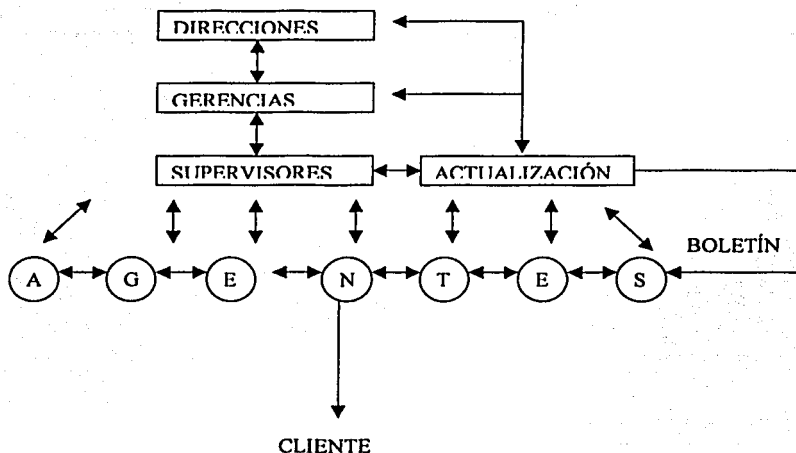 DIRECCIONES
GERENCIAS
SUPERVISORES
ACTUALIZACIÓN
BOLETÍN
A G E N T E S
CLIENTE